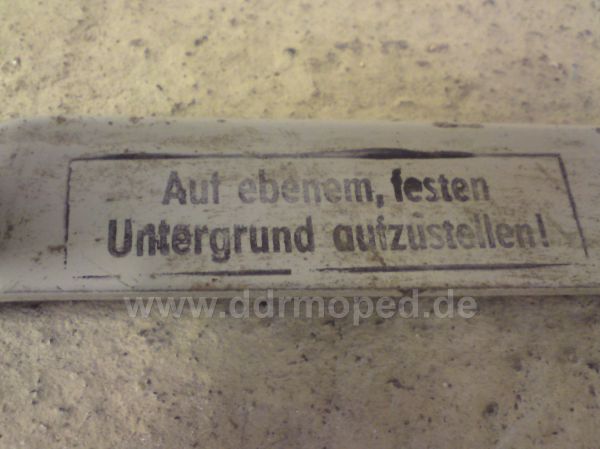 Auf ebenem, festen
Untergrund aufzustellen!
www.ddrmoped.de